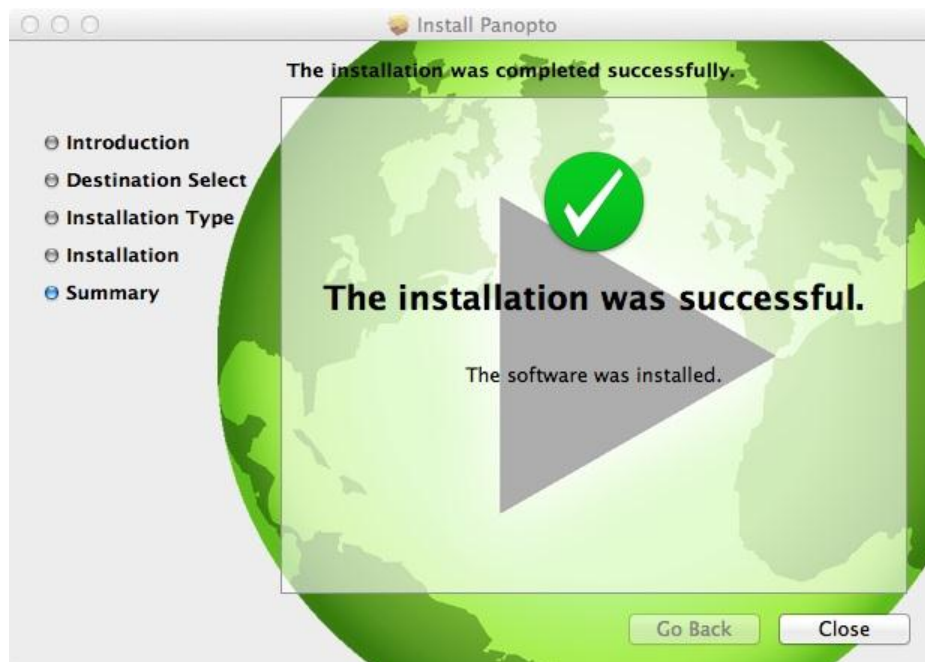 Install Panopto
The installation was completed successfully.
Introduction
Destination Select
Installation Type
Installation
Summary
The installation was successful.
The software was installed.
Go Back
Close